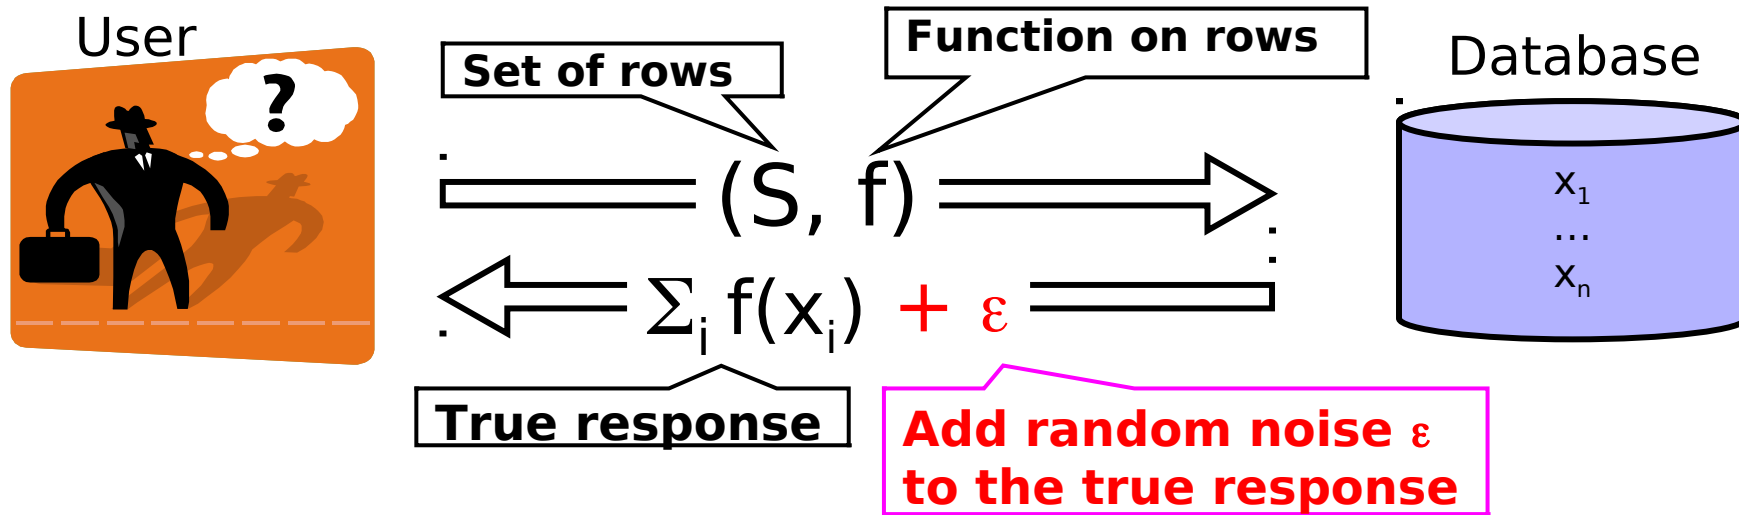 User
?
Set of rows
Function on rows
Database
(S, f)
x₁
...
xₙ
Σᵢ f(xᵢ) + ε
True response
Add random noise ε
to the true response